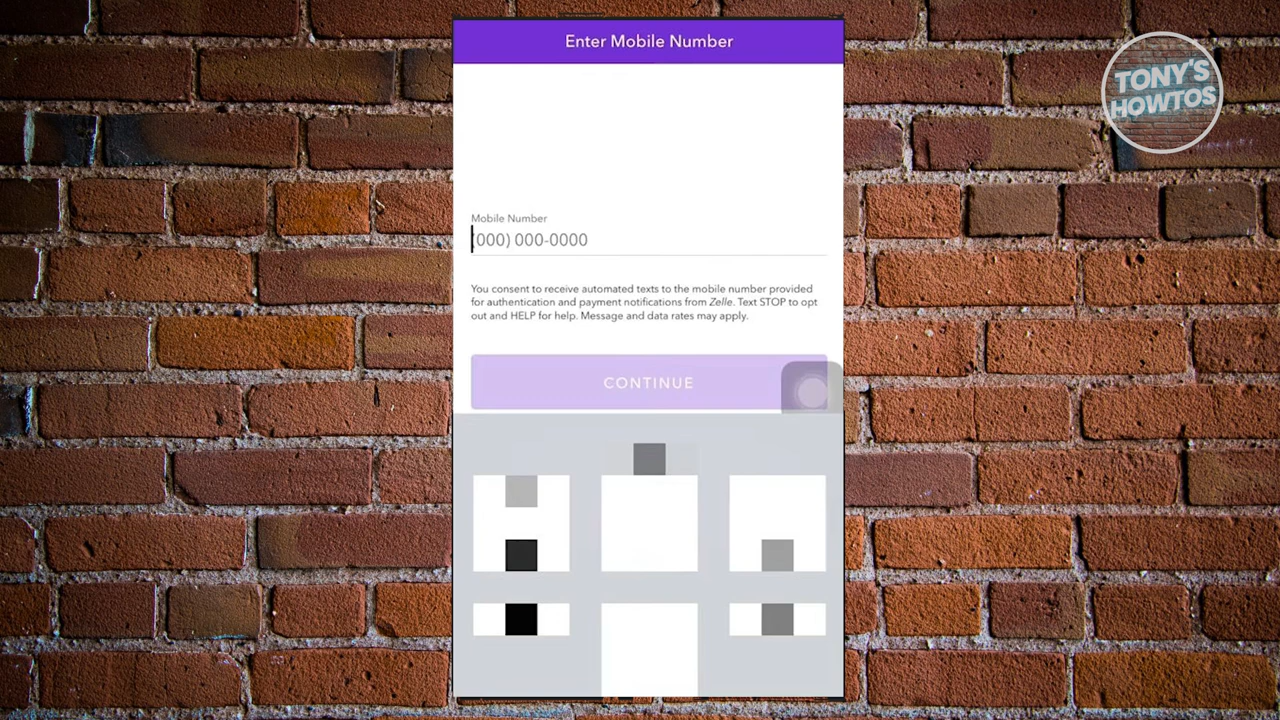 Enter Mobile Number
TONY'S
HOWTOS
Mobile Number
(000) 000-0000
You consent to receive automated texts to the mobile number provided
for authentication and payment notifications from Zelle. Text STOP to opt
out and HELP for help. Message and data rates may apply.
CONTINUE